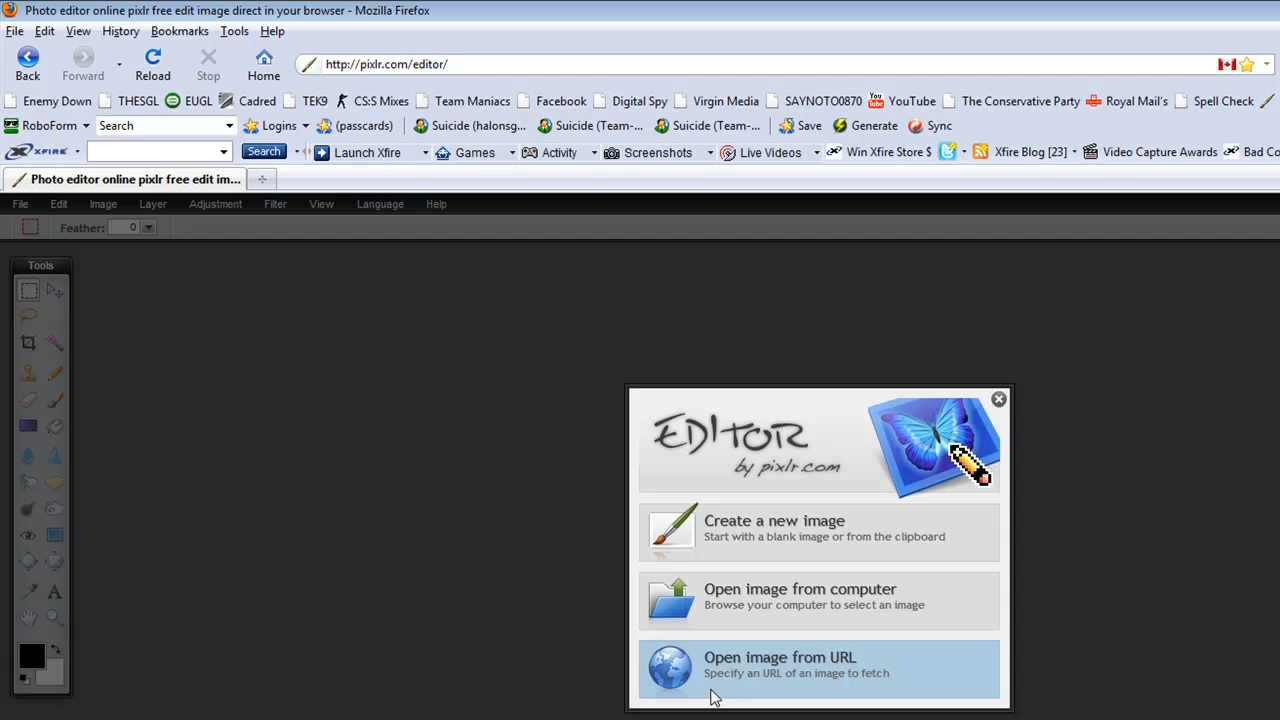 Photo editor online pixlr free edit image direct in your browser - Mozilla Firefox
File Edit View History Bookmarks Tools Help
Back Forward Reload Stop Home http://pixlr.com/editor/
Enemy Down THESGL EUGL Cadred TEK9 CS:S Mixes Team Maniacs Facebook Digital Spy Virgin Media SAYNOTO0870 YouTube The Conservative Party Royal Mail's Spell Check
RoboForm Search Logins (passcards) Suicide (halonsg... Suicide (Team-... Suicide (Team-... Save Generate Sync
XFIRE Search Launch Xfire Games Activity Screenshots Live Videos Win Xfire Store $ Xfire Blog [23] Video Capture Awards Bad Co
Photo editor online pixlr free edit im...
File Edit Image Layer Adjustment Filter View Language Help
Feather: 0
Tools
EDITOR
by pixlr.com
Create a new image
Start with a blank image or from the clipboard
Open image from computer
Browse your computer to select an image
Open image from URL
Specify an URL of an image to fetch